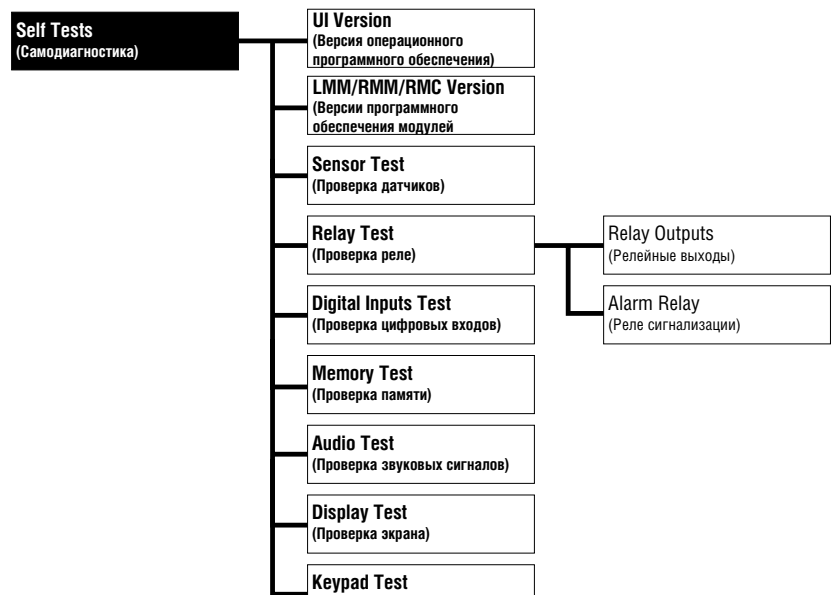 Self Tests
(Самодиагностика)
UI Version
(Версия операционного
программного обеспечения)
LMM/RMM/RMC Version
(Версии программного
обеспечения модулей
Sensor Test
(Проверка датчиков)
Relay Test
(Проверка реле)
Relay Outputs
(Релейные выходы)
Alarm Relay
(Реле сигнализации)
Digital Inputs Test
(Проверка цифровых входов)
Memory Test
(Проверка памяти)
Audio Test
(Проверка звуковых сигналов)
Display Test
(Проверка экрана)
Keypad Test